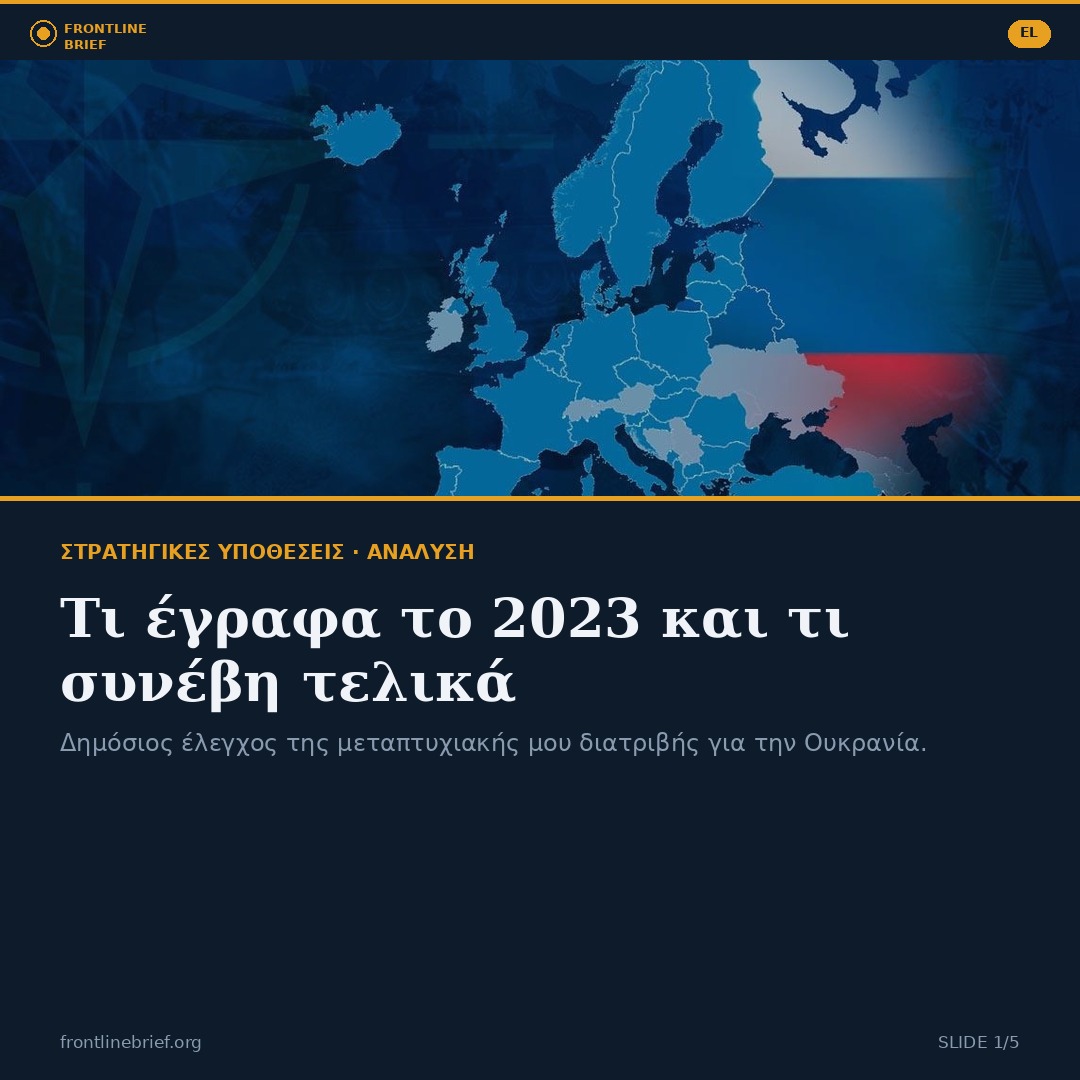 FRONTLINE
BRIEF
EL
ΣΤΡΑΤΗΓΙΚΕΣ ΥΠΟΘΕΣΕΙΣ · ΑΝΑΛΥΣΗ
Τι έγραφα το 2023 και τι
συνέβη τελικά
Δημόσιος έλεγχος της μεταπτυχιακής μου διατριβής για την Ουκρανία.
frontlinebrief.org
SLIDE 1/5